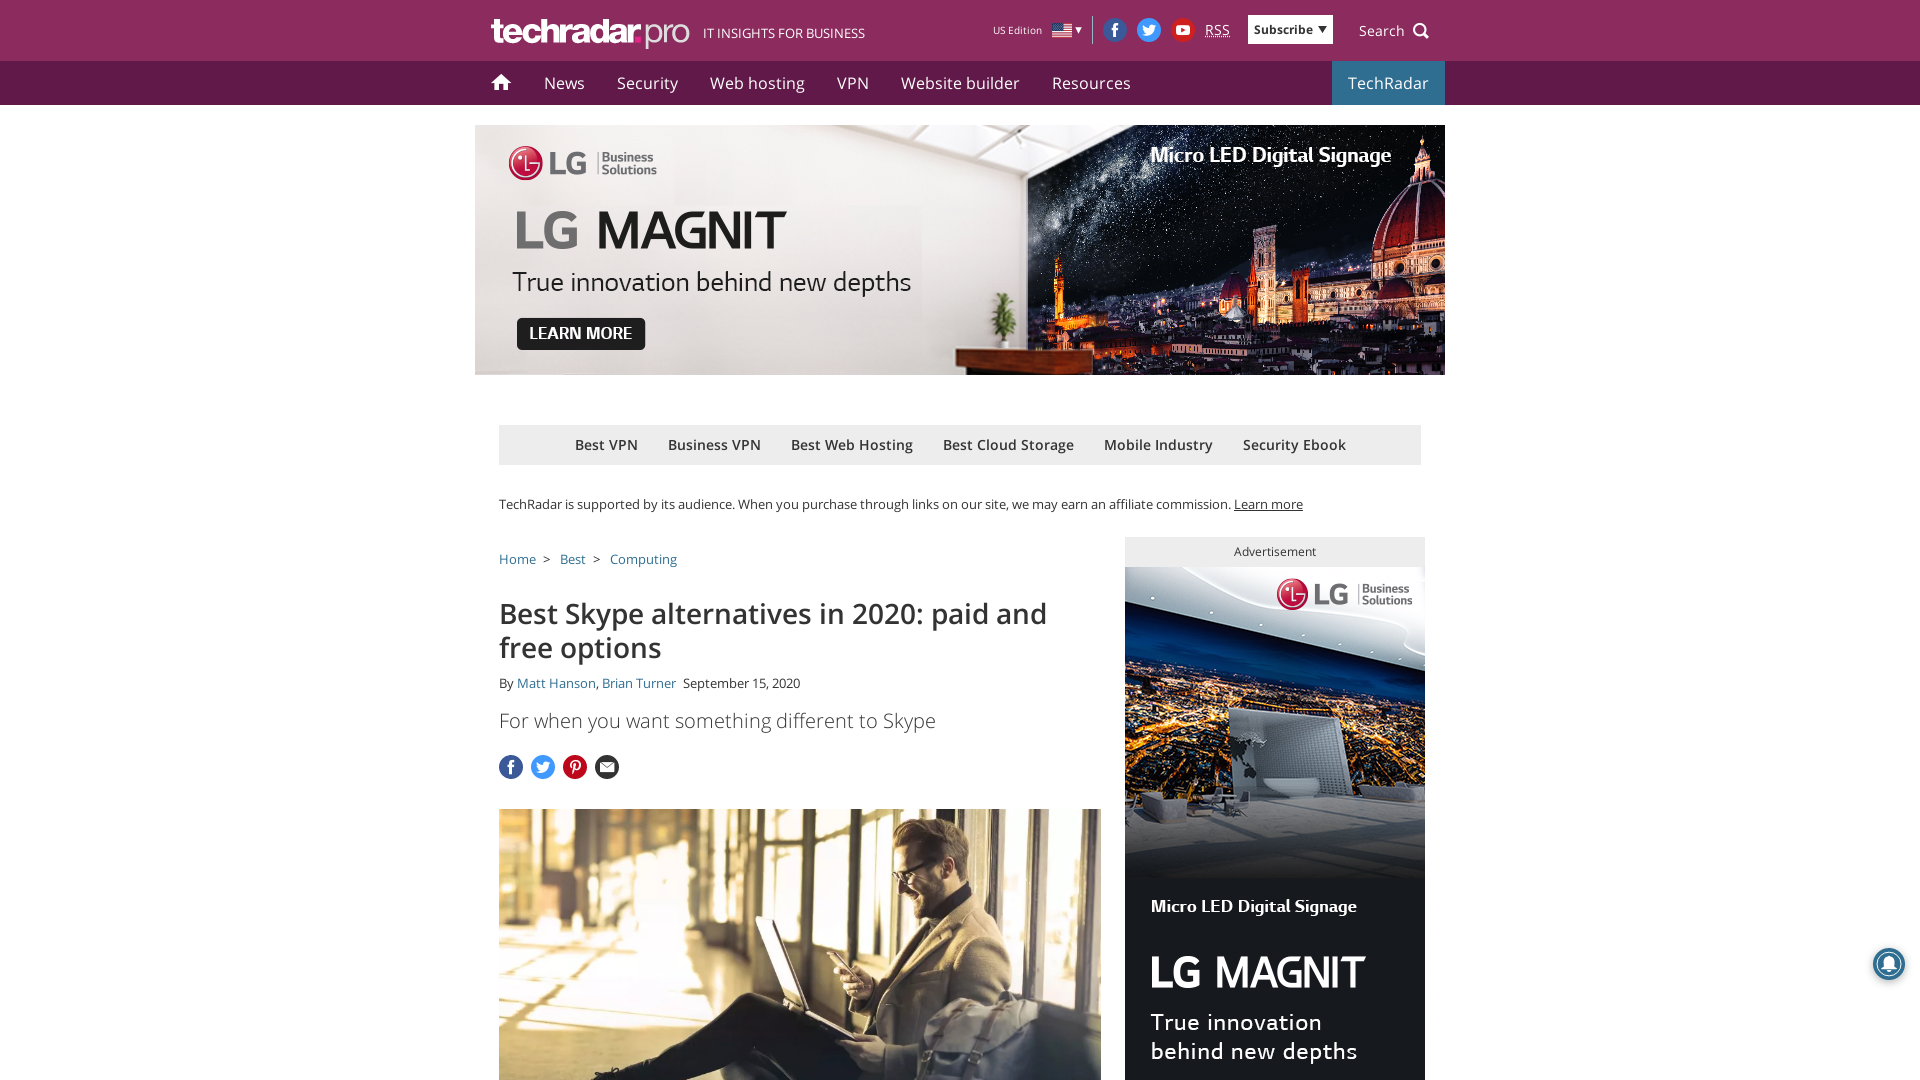 techradar.pro IT INSIGHTS FOR BUSINESS
US Edition RSS Subscribe Search
News Security Web hosting VPN Website builder Resources TechRadar
LG Business Solutions
Micro LED Digital Signage
LG MAGNIT
True innovation behind new depths
LEARN MORE
Best VPN Business VPN Best Web Hosting Best Cloud Storage Mobile Industry Security Ebook
TechRadar is supported by its audience. When you purchase through links on our site, we may earn an affiliate commission. Learn more
Home > Best > Computing
Best Skype alternatives in 2020: paid and
free options
By Matt Hanson, Brian Turner September 15, 2020
For when you want something different to Skype
Advertisement
LG Business Solutions
Micro LED Digital Signage
LG MAGNIT
True innovation
behind new depths